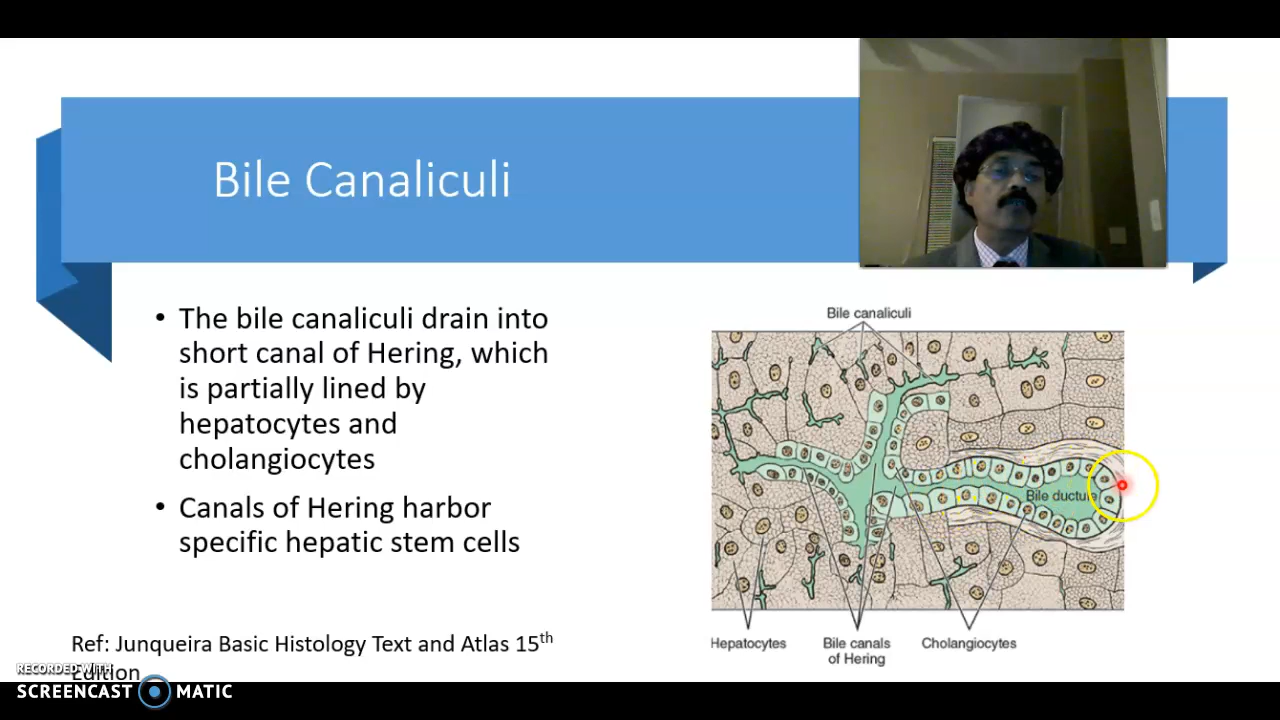 Bile Canaliculi
• The bile canaliculi drain into
short canal of Hering, which
is partially lined by
hepatocytes and
cholangiocytes
• Canals of Hering harbor
specific hepatic stem cells
Ref: Junqueira Basic Histology Text and Atlas 15th
Edition
Bile canaliculi
Bile ductule
Hepatocytes
Bile canals
of Hering
Cholangiocytes
RECORDED WITH
SCREENCAST MATIC